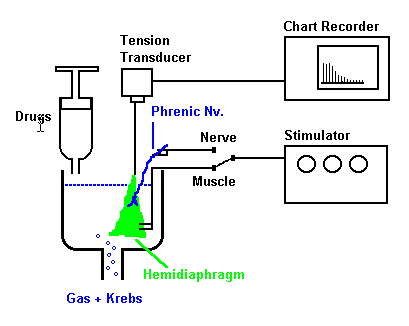 Chart Recorder
Tension
Transducer
Drugs
Phrenic Nv.
Nerve
Stimulator
Muscle
Hemidiaphragm
Gas + Krebs